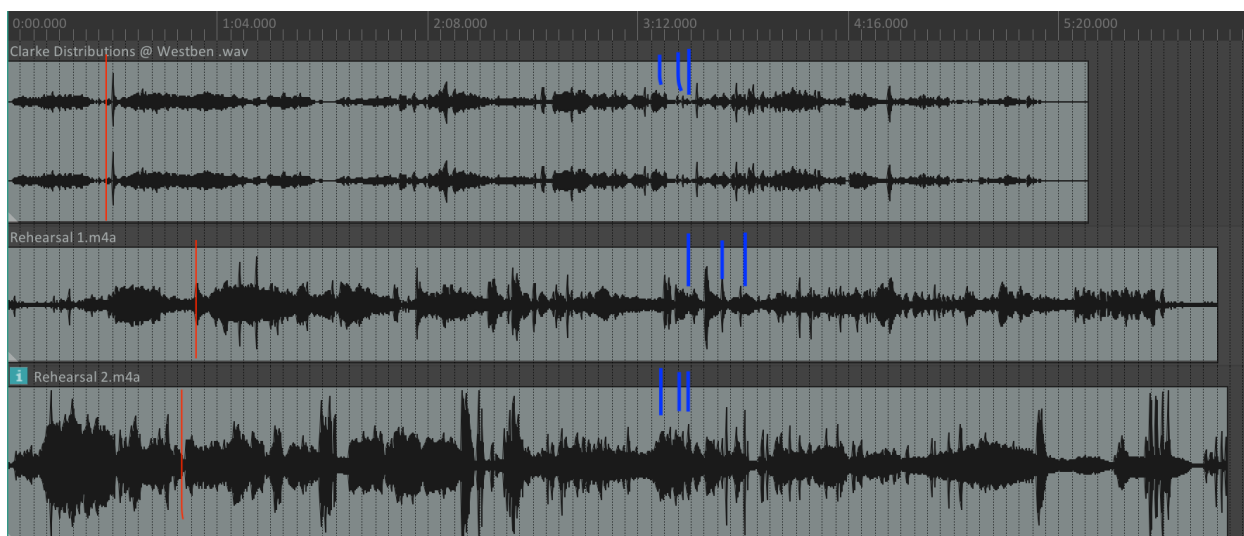 0:00.000 1:04.000 2:08.000 3:12.000 4:16.000 5:20.000
Clarke Distributions @ Westben .wav
Rehearsal 1.m4a
i Rehearsal 2.m4a